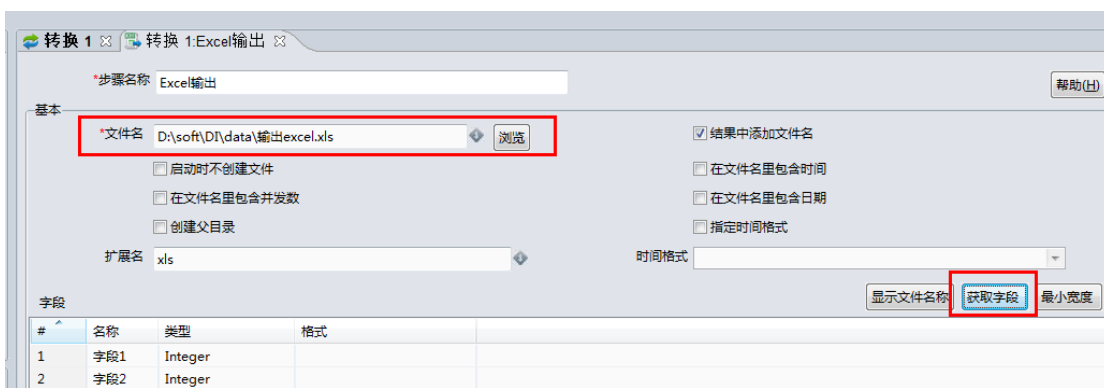 转换 1 转换 1:Excel输出
*步骤名称 Excel输出 帮助(H)
基本
*文件名 D:\soft\DI\data\输出excel.xls 浏览 结果中添加文件名
启动时不创建文件 在文件名里包含时间
在文件名里包含并发数 在文件名里包含日期
创建父目录 指定时间格式
扩展名 xls 时间格式
显示文件名称 获取字段 最小宽度
字段
# 名称 类型 格式
1 字段1 Integer
2 字段2 Integer